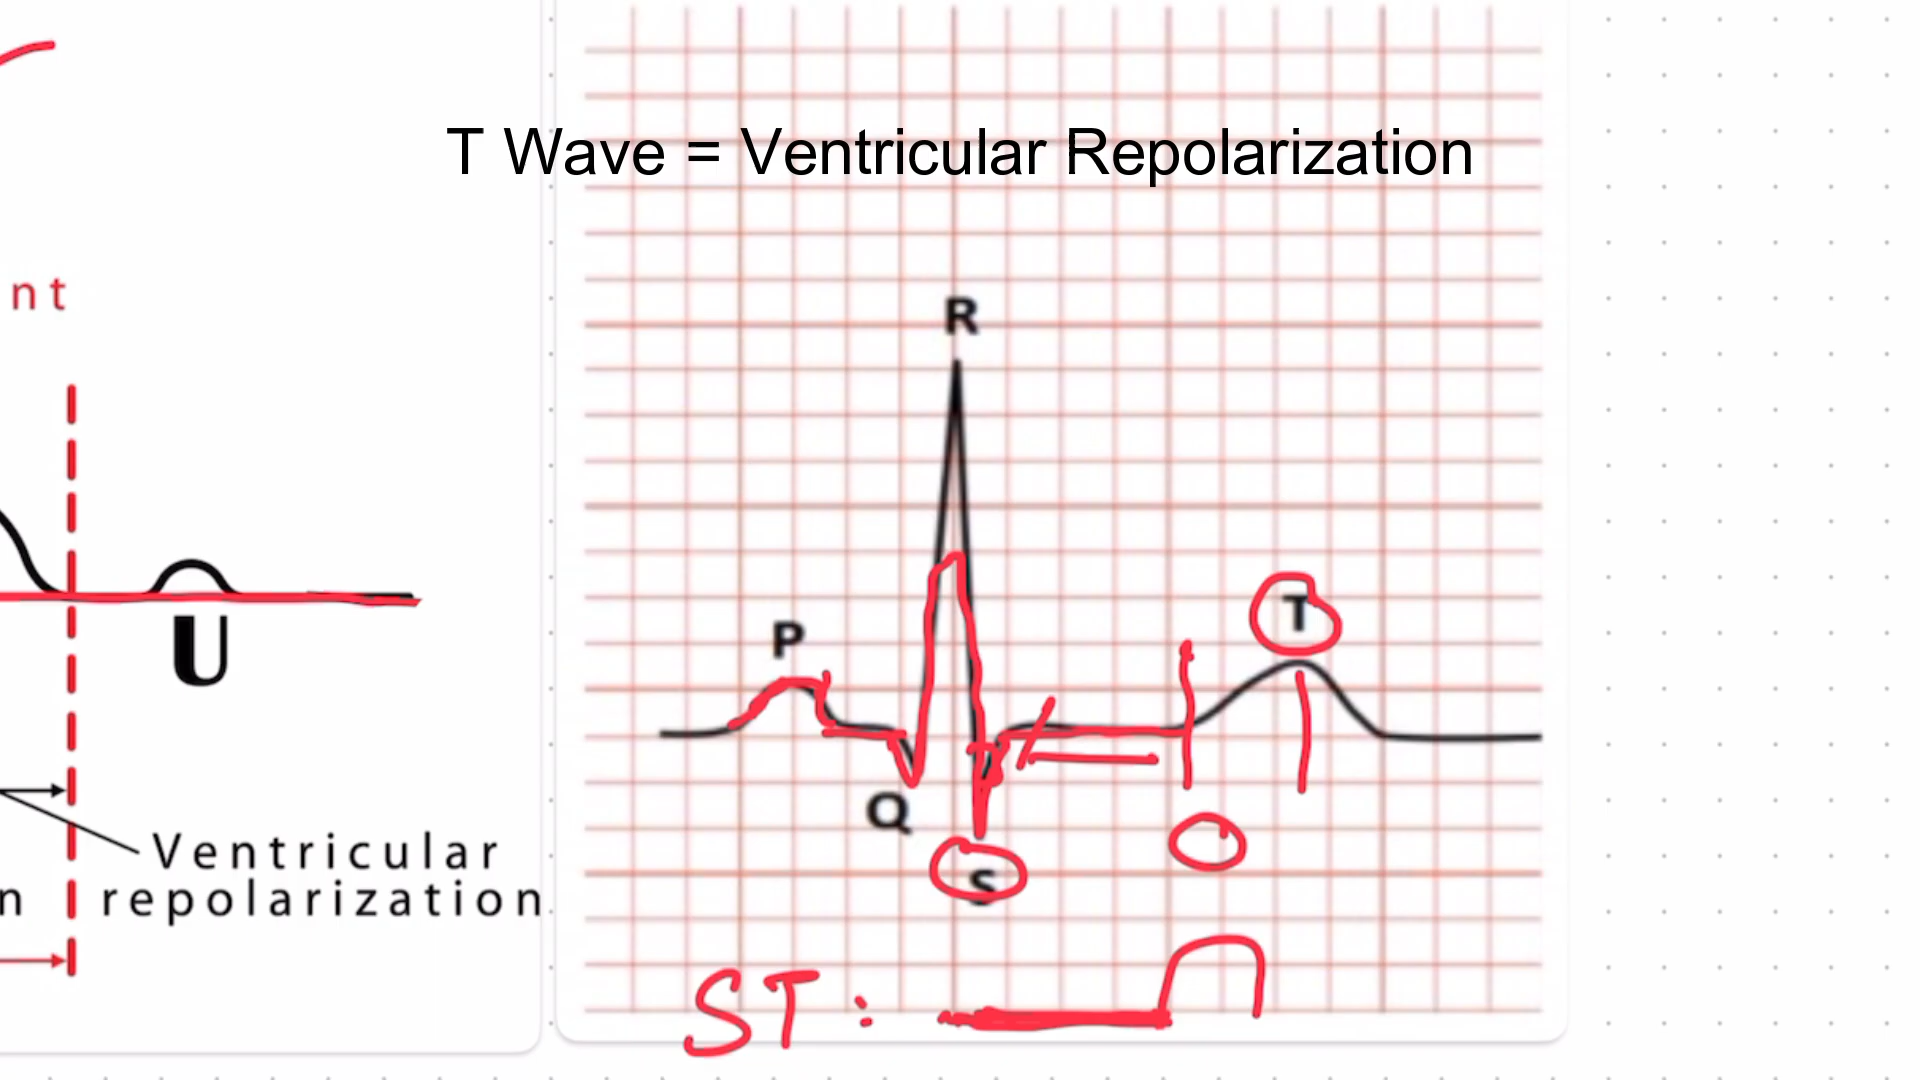 T Wave = Ventricular Repolarization
nt
R
P
T
U
Q
S
Ventricular
n repolarization
ST: